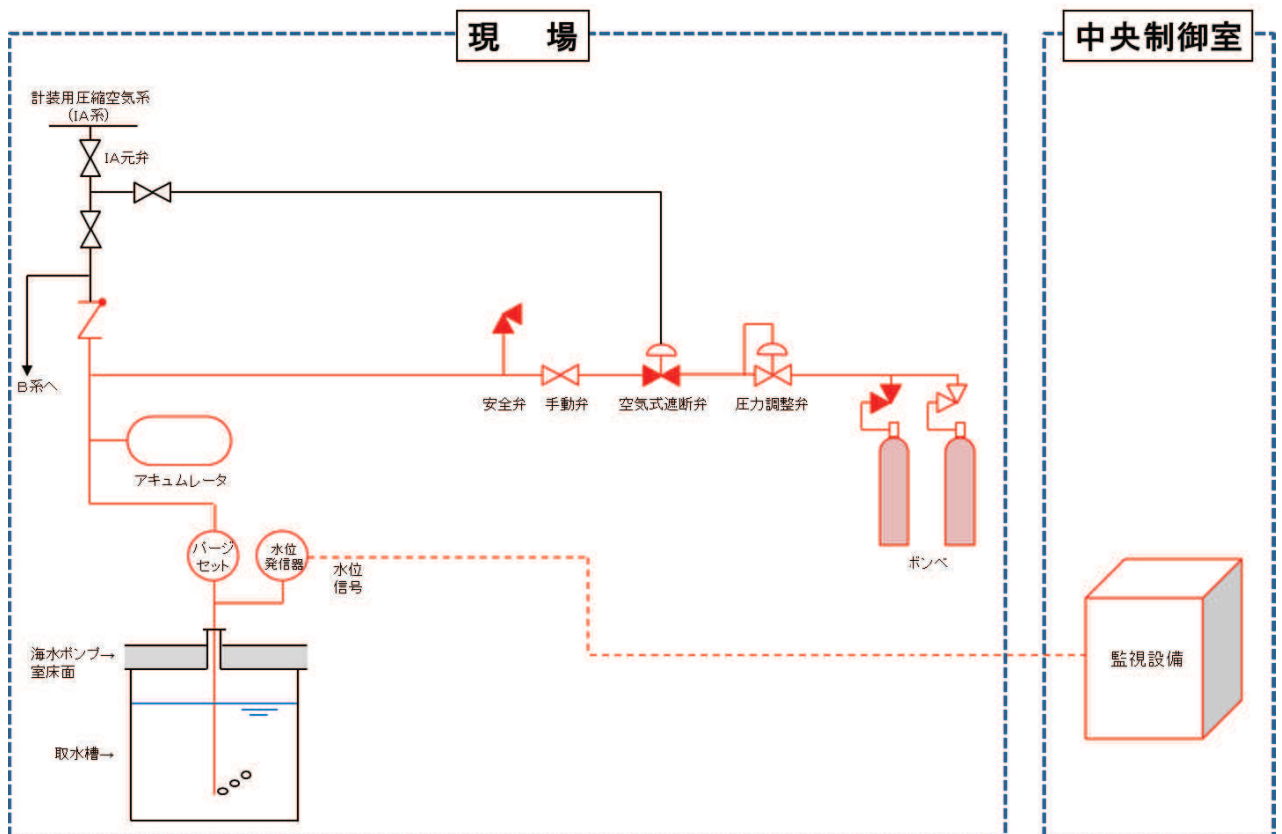 現 場
中央制御室
計装用圧縮空気系
(IA系)
IA元弁
B系へ
安全弁
手動弁
空気式遮断弁
圧力調整弁
アキュムレータ
ボンベ
パージ
セット
水位
発信器
水位
信号
海水ポンプ→
室床面
取水槽→
監視設備